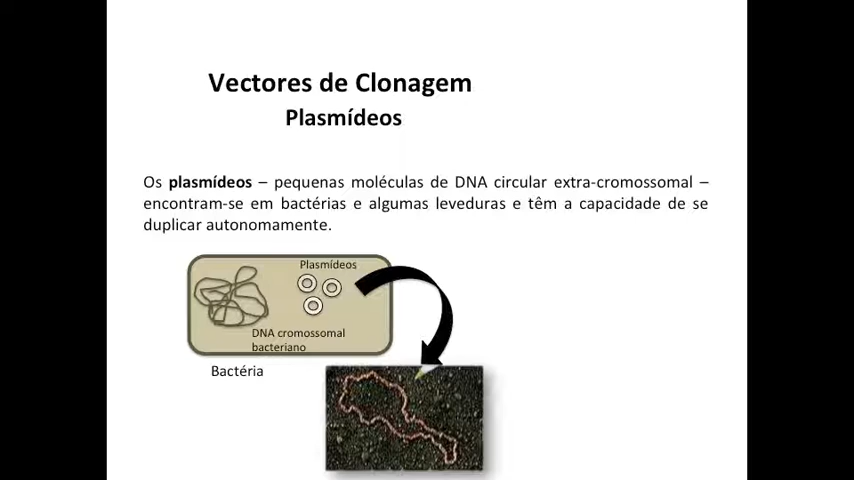 Vectores de Clonagem
Plasmídeos
Os plasmídeos – pequenas moléculas de DNA circular extra-cromossomal –
encontram-se em bactérias e algumas leveduras e têm a capacidade de se
duplicar autonomamente.
Plasmídeos
DNA cromossomal
bacteriano
Bactéria